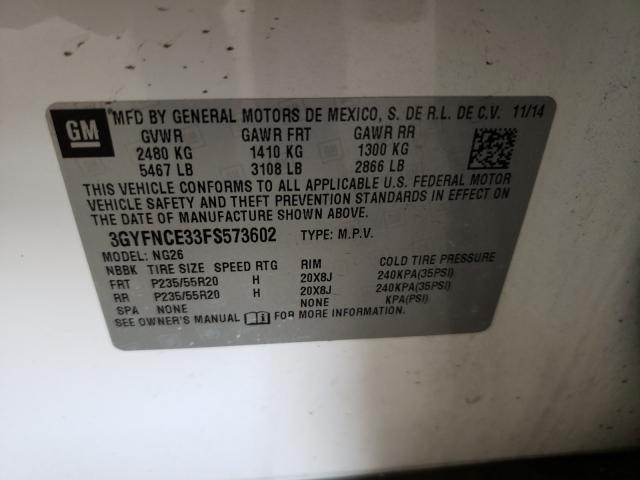 GM
MFD BY GENERAL MOTORS DE MEXICO, S. DE R.L. DE C.V. 11/14
GVWR GAWR FRT GAWR RR
2480 KG 1410 KG 1300 KG
5467 LB 3108 LB 2866 LB
THIS VEHICLE CONFORMS TO ALL APPLICABLE U.S. FEDERAL MOTOR
VEHICLE SAFETY AND THEFT PREVENTION STANDARDS IN EFFECT ON
THE DATE OF MANUFACTURE SHOWN ABOVE.
3GYFNCE33FS573602 TYPE: M.P.V.
MODEL: NG26
NBBK TIRE SIZE SPEED RTG RIM COLD TIRE PRESSURE
FRT P235/55R20 H 20X8J 240KPA(35PSI)
RR P235/55R20 H 20X8J 240KPA(35PSI)
SPA NONE NONE KPA(PSI)
SEE OWNER'S MANUAL FOR MORE INFORMATION.